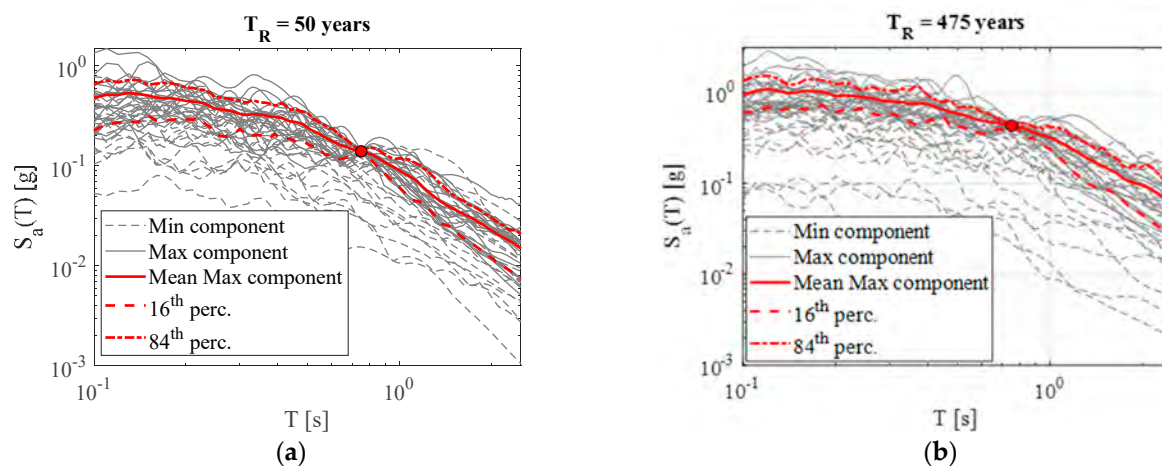 T_R = 50 years
10^0
10^-1
10^-2
10^-3
S_a(T) [g]
Min component
Max component
Mean Max component
16^th perc.
84^th perc.
10^-1
10^0
T [s]
(a)
T_R = 475 years
10^0
10^-1
10^-2
10^-3
S_a(T) [g]
Min component
Max component
Mean Max component
16^th perc.
84^th perc.
10^-1
10^0
T [s]
(b)